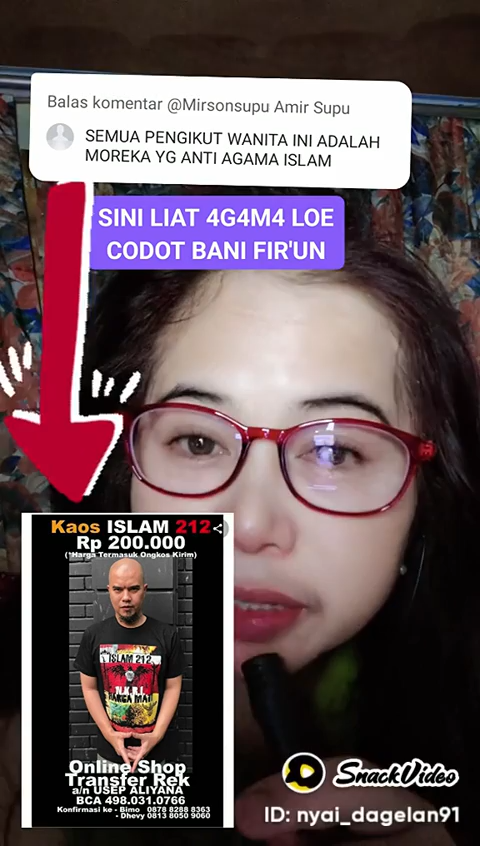 Balas komentar @Mirsonsupu Amir Supu
SEMUA PENGIKUT WANITA INI ADALAH
MOREKA YG ANTI AGAMA ISLAM
SINI LIAT 4G4M4 LOE
CODOT BANI FIR'UN
Kaos ISLAM 212
Rp 200.000
(*Harga Termasuk Ongkos Kirim)
ISLAM 212
N.K.R.I.
HARGA MATI
Online Shop
Transfer Rek
a/n USEP ALIYANA
BCA 498.031.0766
Konfirmasi ke - Bimo 0878 8288 8363
- Dhevy 0813 8050 9060
SnackVideo
ID: nyai_dagelan91